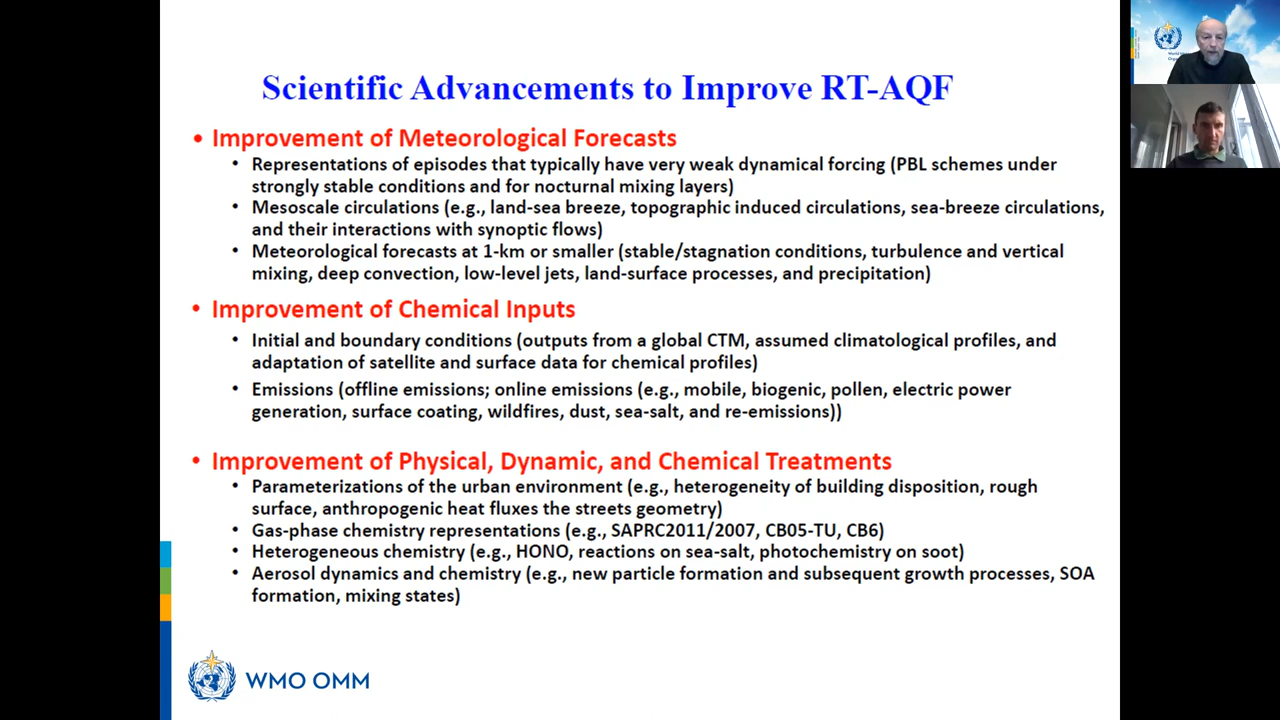 Scientific Advancements to Improve RT-AQF
• Improvement of Meteorological Forecasts
• Representations of episodes that typically have very weak dynamical forcing (PBL schemes under
strongly stable conditions and for nocturnal mixing layers)
• Mesoscale circulations (e.g., land-sea breeze, topographic induced circulations, sea-breeze circulations,
and their interactions with synoptic flows)
• Meteorological forecasts at 1-km or smaller (stable/stagnation conditions, turbulence and vertical
mixing, deep convection, low-level jets, land-surface processes, and precipitation)
• Improvement of Chemical Inputs
• Initial and boundary conditions (outputs from a global CTM, assumed climatological profiles, and
adaptation of satellite and surface data for chemical profiles)
• Emissions (offline emissions; online emissions (e.g., mobile, biogenic, pollen, electric power
generation, surface coating, wildfires, dust, sea-salt, and re-emissions))
• Improvement of Physical, Dynamic, and Chemical Treatments
• Parameterizations of the urban environment (e.g., heterogeneity of building disposition, rough
surface, anthropogenic heat fluxes the streets geometry)
• Gas-phase chemistry representations (e.g., SAPRC2011/2007, CB05-TU, CB6)
• Heterogeneous chemistry (e.g., HONO, reactions on sea-salt, photochemistry on soot)
• Aerosol dynamics and chemistry (e.g., new particle formation and subsequent growth processes, SOA
formation, mixing states)
WMO OMM